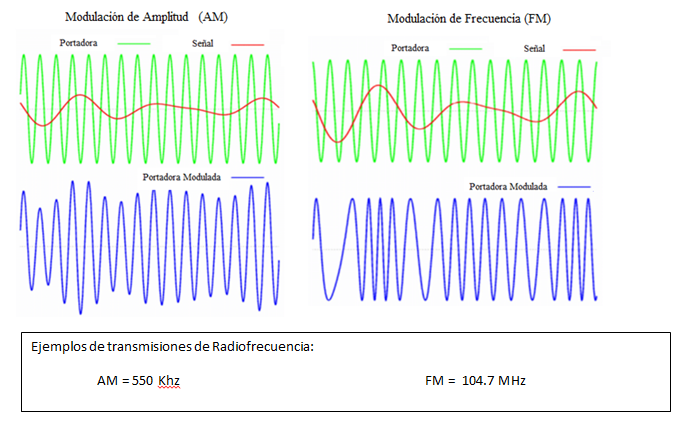 Modulación de Amplitud (AM)
Portadora Señal
Portadora Modulada
Modulación de Frecuencia (FM)
Portadora Señal
Portadora Modulada
Ejemplos de transmisiones de Radiofrecuencia:
AM = 550 Khz FM = 104.7 MHz